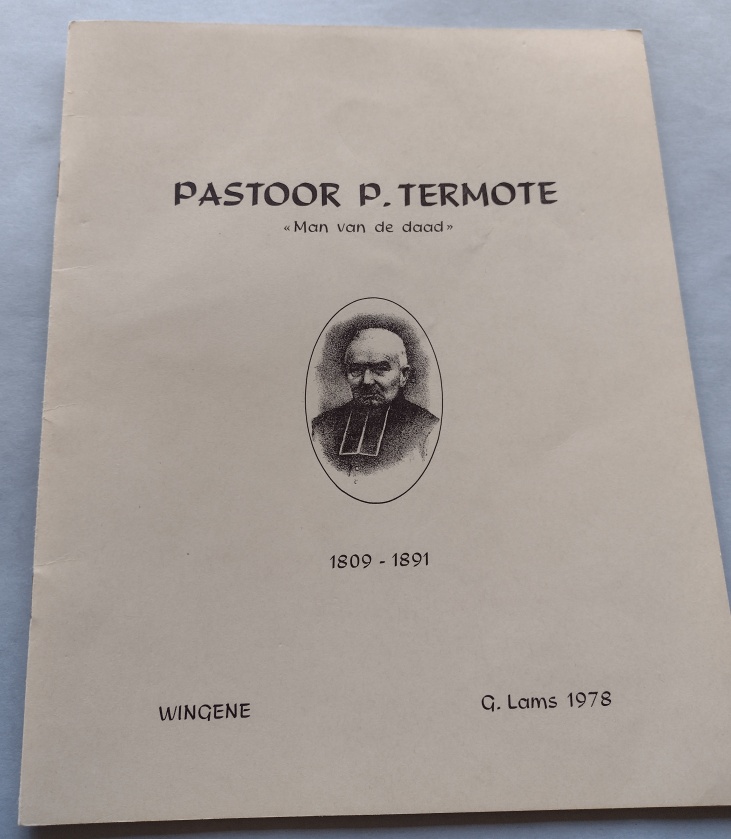 PASTOOR P. TERMOTE
«Man van de daad»
1809 - 1891
WINGENE
G. Lams 1978